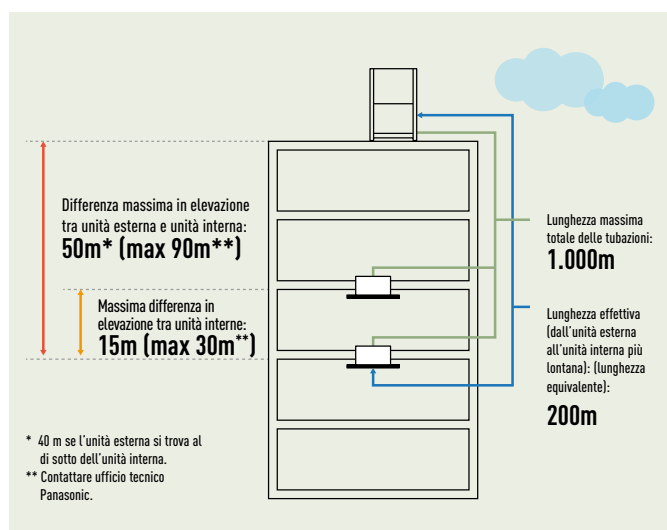 Differenza massima in elevazione
tra unità esterna e unità interna:
50m* (max 90m**)
Massima differenza in
elevazione tra unità interne:
15m (max 30m**)
* 40 m se l'unità esterna si trova al
di sotto dell'unità interna.
** Contattare ufficio tecnico
Panasonic.
Lunghezza massima
totale delle tubazioni:
1.000m
Lunghezza effettiva
(dall'unità esterna
all'unità interna più
lontana): (lunghezza
equivalente):
200m